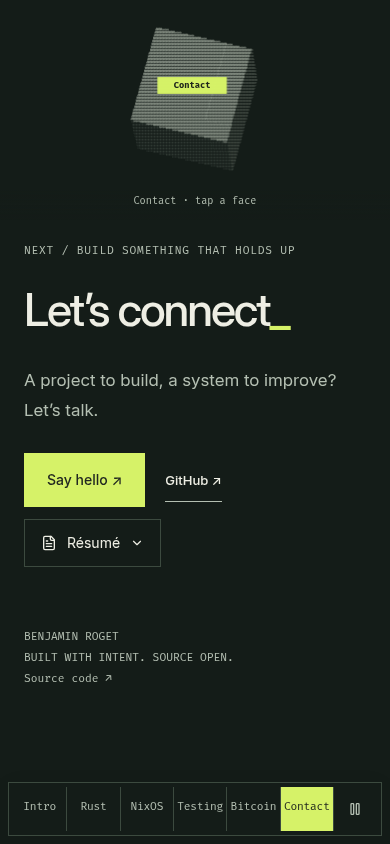 Contact
Contact · tap a face
NEXT / BUILD SOMETHING THAT HOLDS UP
Let’s connect_
A project to build, a system to improve?
Let’s talk.
Say hello ↗
GitHub ↗
Résumé
BENJAMIN ROGET
BUILT WITH INTENT. SOURCE OPEN.
Source code ↗
Intro Rust NixOS Testing Bitcoin Contact